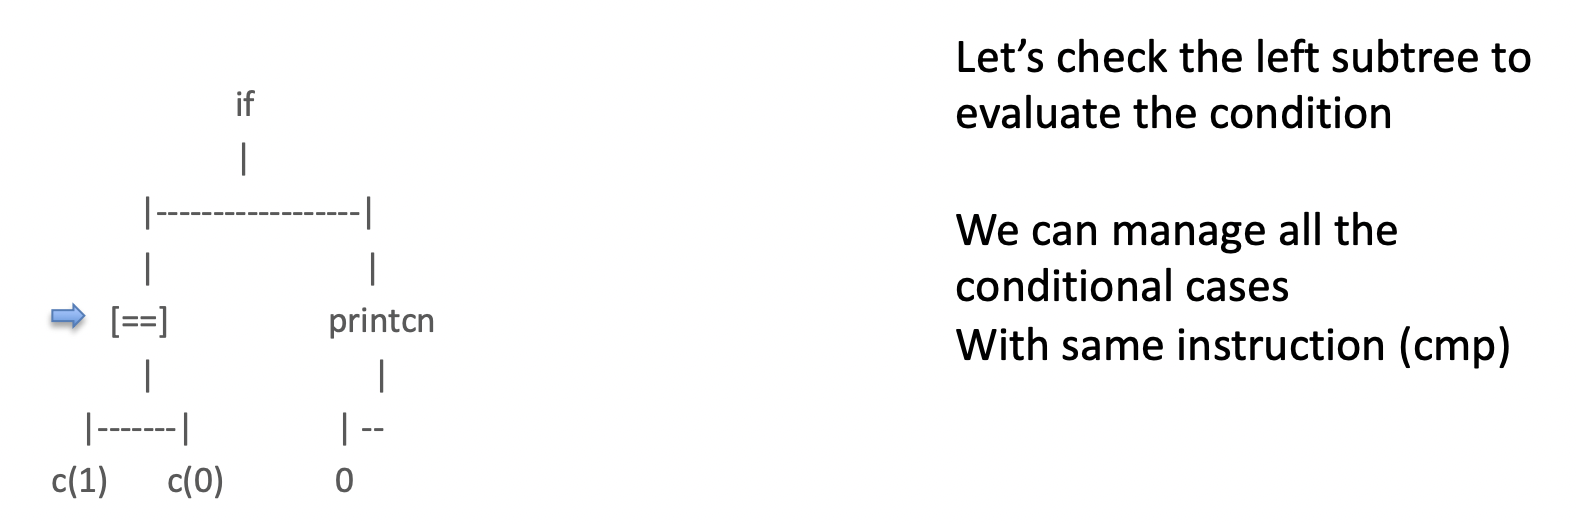 if
|
|------------------|
| |
[==] printcn
| |
|-------| |--
c(1) c(0) 0
Let’s check the left subtree to
evaluate the condition
We can manage all the
conditional cases
With same instruction (cmp)